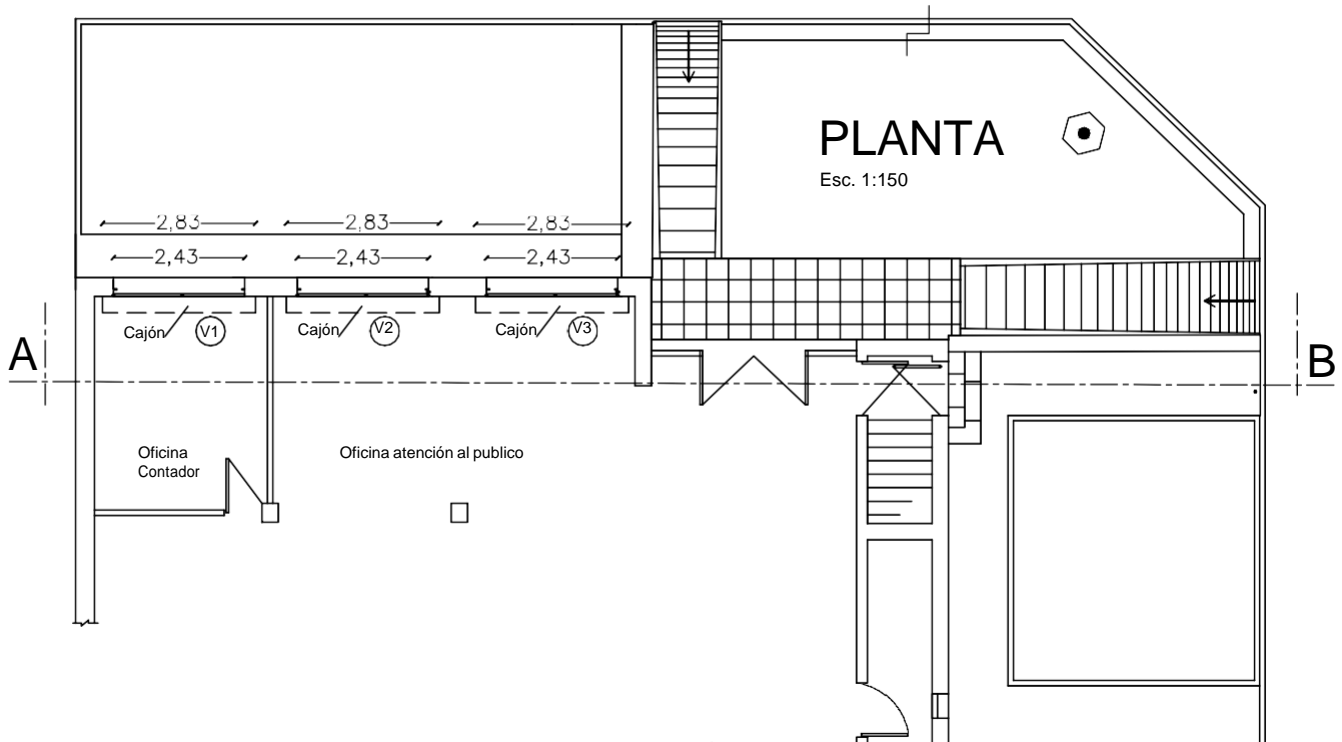 PLANTA
Esc. 1:150
2,83 2,83 2,83
2,43 2,43 2,43
Cajón V1 Cajón V2 Cajón V3
A B
Oficina
Contador
Oficina atención al publico